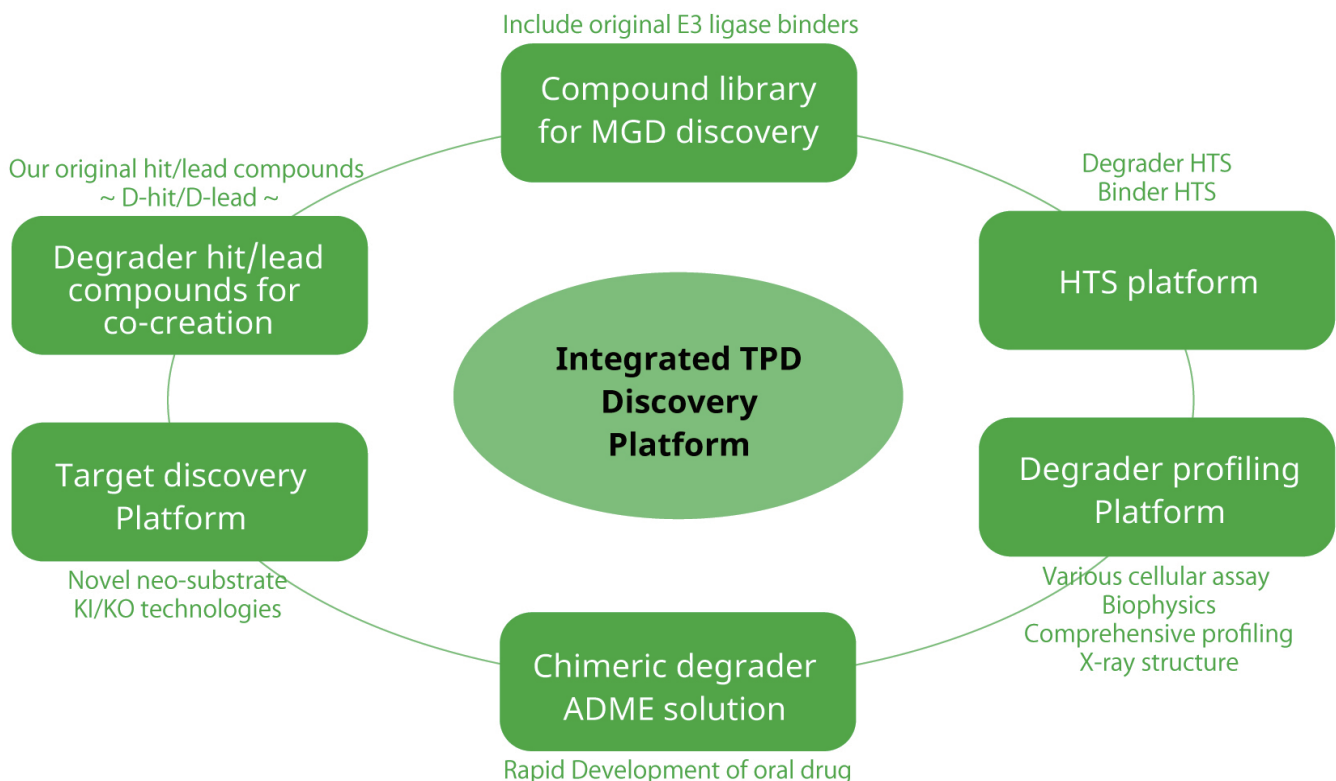 Include original E3 ligase binders
Compound library
for MGD discovery
Our original hit/lead compounds
~ D-hit/D-lead ~
Degrader hit/lead
compounds for
co-creation
Degrader HTS
Binder HTS
HTS platform
Integrated TPD
Discovery
Platform
Target discovery
Platform
Novel neo-substrate
KI/KO technologies
Degrader profiling
Platform
Various cellular assay
Biophysics
Comprehensive profiling
X-ray structure
Chimeric degrader
ADME solution
Rapid Development of oral drug